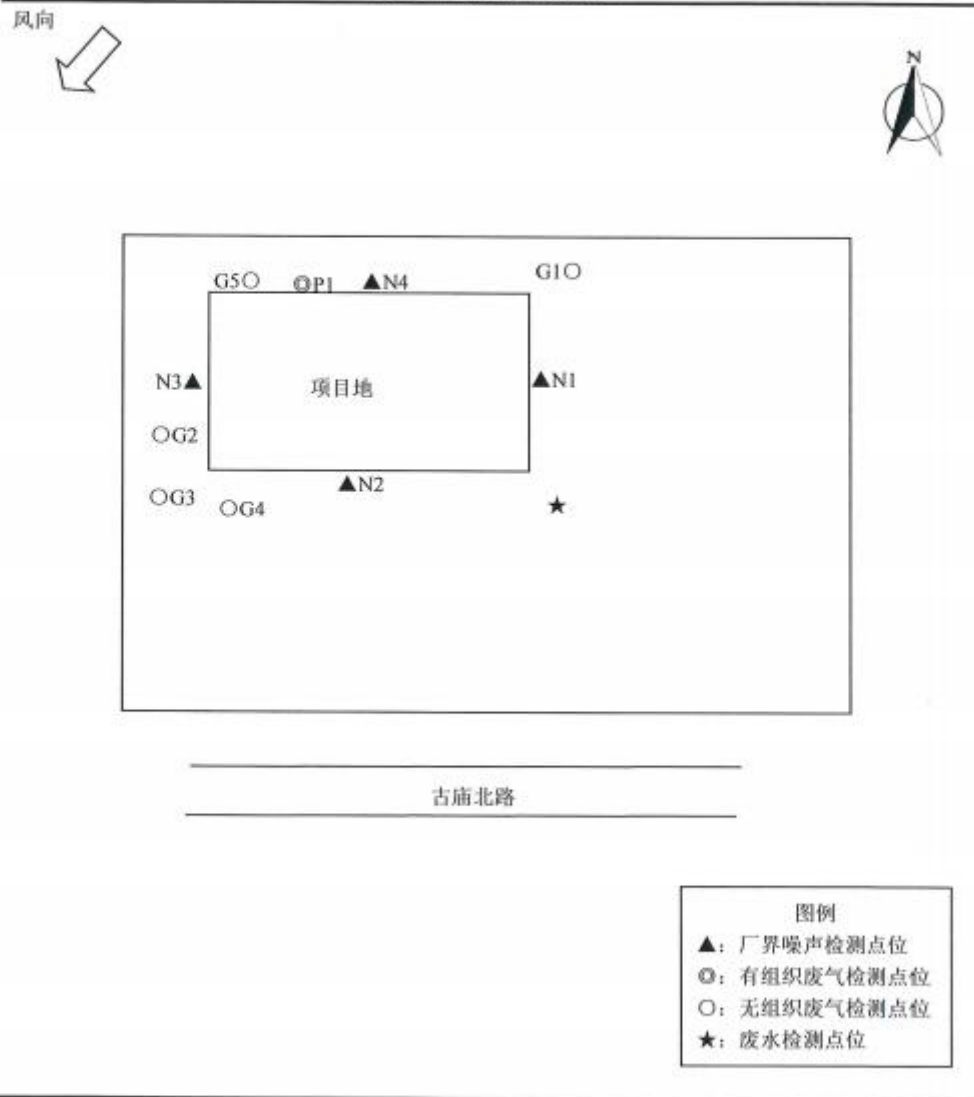 风向
N
G5○ ◎P1 ▲N4 G1○
N3▲ 项目地 ▲N1
○G2
▲N2
○G3 ○G4 ★
古庙北路
图例
▲：厂界噪声检测点位
◎：有组织废气检测点位
○：无组织废气检测点位
★：废水检测点位